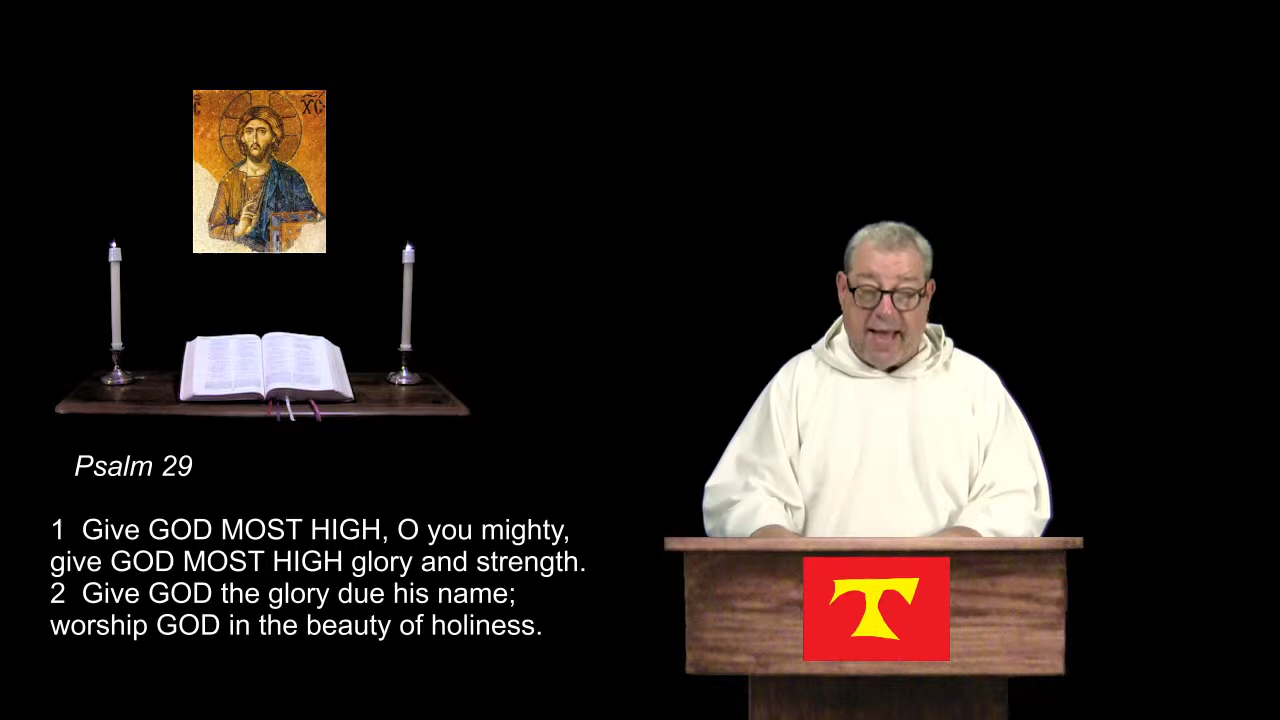 Psalm 29
1 Give GOD MOST HIGH, O you mighty,
give GOD MOST HIGH glory and strength.
2 Give GOD the glory due his name;
worship GOD in the beauty of holiness.